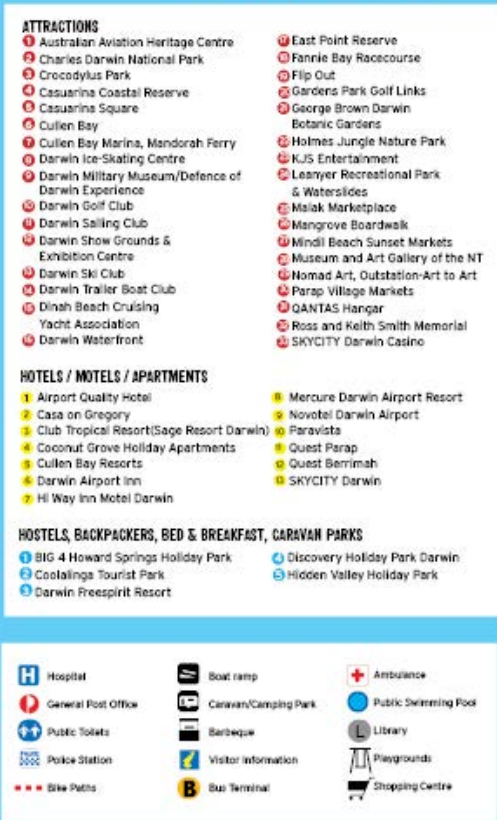 ATTRACTIONS
1 Australian Aviation Heritage Centre
2 Charles Darwin National Park
3 Crocodylus Park
4 Casuarina Coastal Reserve
5 Casuarina Square
6 Cullen Bay
7 Cullen Bay Marina, Mandorah Ferry
8 Darwin Ice-Skating Centre
9 Darwin Military Museum/Defence of
Darwin Experience
10 Darwin Golf Club
11 Darwin Sailing Club
12 Darwin Show Grounds &
Exhibition Centre
13 Darwin Ski Club
14 Darwin Trailer Boat Club
15 Dinah Beach Cruising
Yacht Association
16 Darwin Waterfront
17 East Point Reserve
18 Fannie Bay Racecourse
19 Flip Out
20 Gardens Park Golf Links
21 George Brown Darwin
Botanic Gardens
22 Holmes Jungle Nature Park
23 KJS Entertainment
24 Leanyer Recreational Park
& Waterslides
25 Malak Marketplace
26 Mangrove Boardwalk
27 Mindil Beach Sunset Markets
28 Museum and Art Gallery of the NT
29 Nomad Art, Outstation-Art to Art
30 Parap Village Markets
31 QANTAS Hangar
32 Ross and Keith Smith Memorial
33 SKYCITY Darwin Casino
HOTELS / MOTELS / APARTMENTS
1 Airport Quality Hotel
2 Casa on Gregory
3 Club Tropical Resort(Sage Resort Darwin)
4 Coconut Grove Holiday Apartments
5 Cullen Bay Resorts
6 Darwin Airport Inn
7 Hi Way Inn Motel Darwin
8 Mercure Darwin Airport Resort
9 Novotel Darwin Airport
10 Paravista
11 Quest Parap
12 Quest Berrimah
13 SKYCITY Darwin
HOSTELS, BACKPACKERS, BED & BREAKFAST, CARAVAN PARKS
1 BIG 4 Howard Springs Holiday Park
2 Coolalinga Tourist Park
3 Darwin Freespirit Resort
4 Discovery Holiday Park Darwin
5 Hidden Valley Holiday Park
H Hospital
General Post Office
Public Toilets
Police Station
Bike Paths
Boat ramp
Caravan/Camping Park
Barbeque
Visitor Information
B Bus Terminal
Ambulance
Public Swimming Pool
L Library
Playgrounds
Shopping Centre